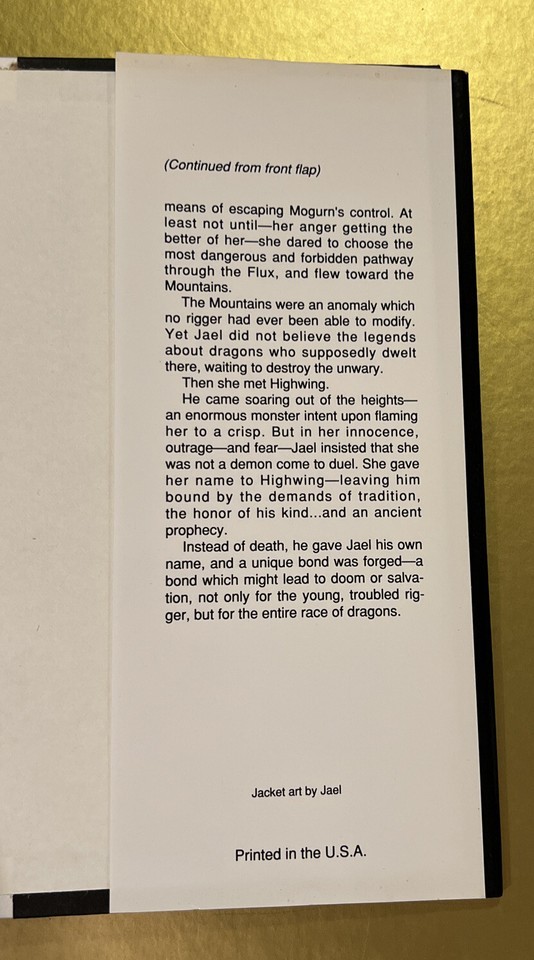 (Continued from front flap)
means of escaping Mogurn's control. At
least not until—her anger getting the
better of her—she dared to choose the
most dangerous and forbidden pathway
through the Flux, and flew toward the
Mountains.
The Mountains were an anomaly which
no rigger had ever been able to modify.
Yet Jael did not believe the legends
about dragons who supposedly dwelt
there, waiting to destroy the unwary.
Then she met Highwing.
He came soaring out of the heights—
an enormous monster intent upon flaming
her to a crisp. But in her innocence,
outrage—and fear—Jael insisted that she
was not a demon come to duel. She gave
her name to Highwing—leaving him
bound by the demands of tradition,
the honor of his kind...and an ancient
prophecy.
Instead of death, he gave Jael his own
name, and a unique bond was forged—a
bond which might lead to doom or salva-
tion, not only for the young, troubled rig-
ger, but for the entire race of dragons.
Jacket art by Jael
Printed in the U.S.A.